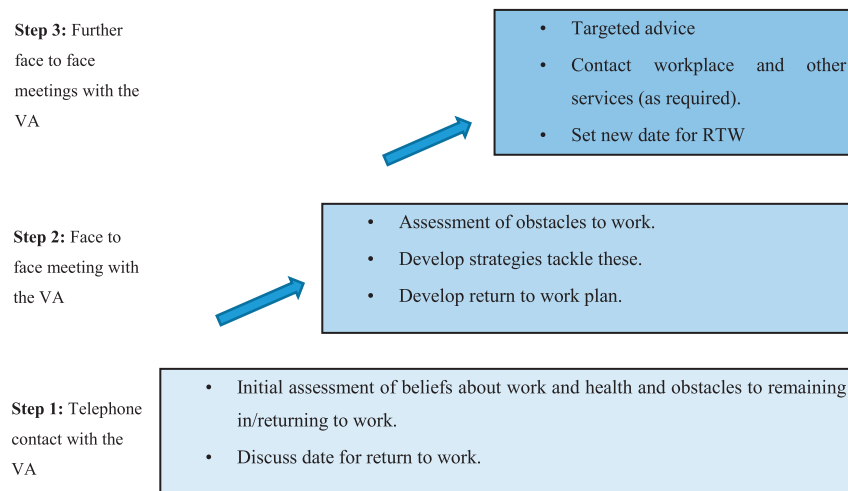 Step 3: Further
face to face
meetings with the
VA
• Targeted advice
• Contact workplace and other
services (as required).
• Set new date for RTW
Step 2: Face to
face meeting with
the VA
• Assessment of obstacles to work.
• Develop strategies tackle these.
• Develop return to work plan.
Step 1: Telephone
contact with the
VA
• Initial assessment of beliefs about work and health and obstacles to remaining
in/returning to work.
• Discuss date for return to work.